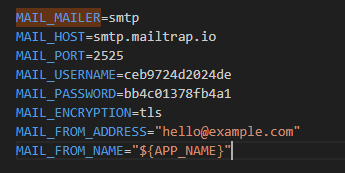 MAIL_MAILER=smtp
MAIL_HOST=smtp.mailtrap.io
MAIL_PORT=2525
MAIL_USERNAME=ceb9724d2024de
MAIL_PASSWORD=bb4c01378fb4a1
MAIL_ENCRYPTION=tls
MAIL_FROM_ADDRESS="hello@example.com"
MAIL_FROM_NAME="${APP_NAME}"